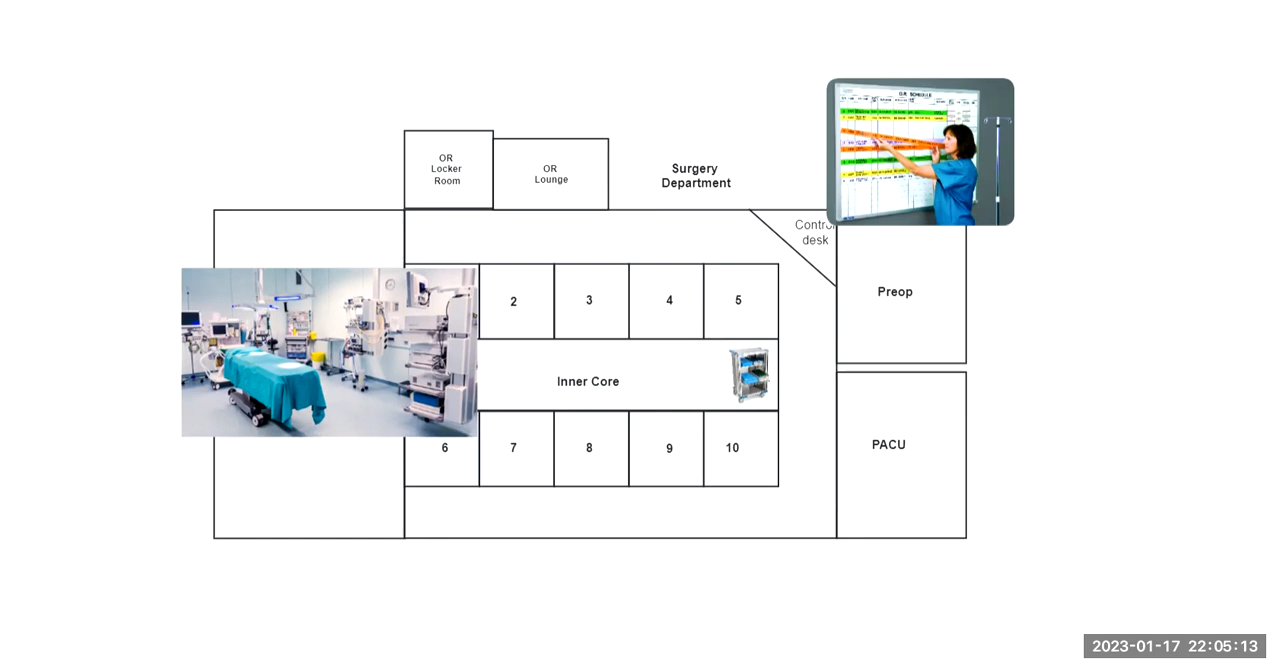 OR SCHEDULE
OR
Locker
Room
OR
Lounge
Surgery
Department
Control
desk
Preop
2
3
4
5
Inner Core
6
7
8
9
10
PACU
2023-01-17 22:05:13